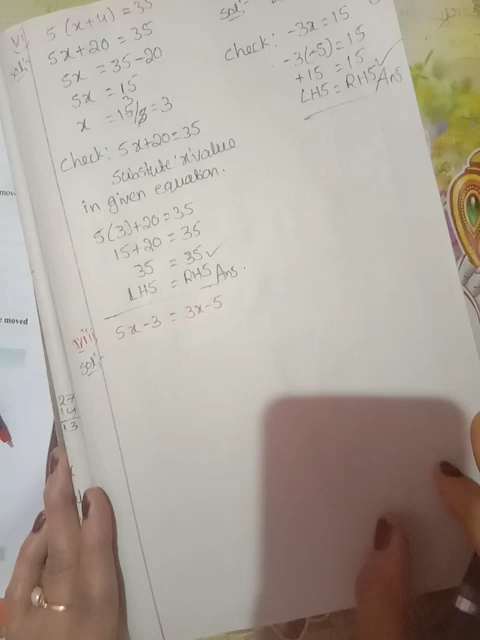 vi) 5(x+4) = 35
sol:-
5x+20 = 35
5x = 35-20
5x = 15
x = 15/5 = 3
check: 5x+20=35
Substute 'x' value
in given equation.
5(3)+20 = 35
15+20 = 35
35 = 35 ✓
LHS = RHS Ans.
viii) 5x-3 = 3x-5
sol:-
sol:-
check: -3x = 15
-3(-5) = 15
+15 = 15
LHS = RHS ✓ Ans
27
14
13
e moved